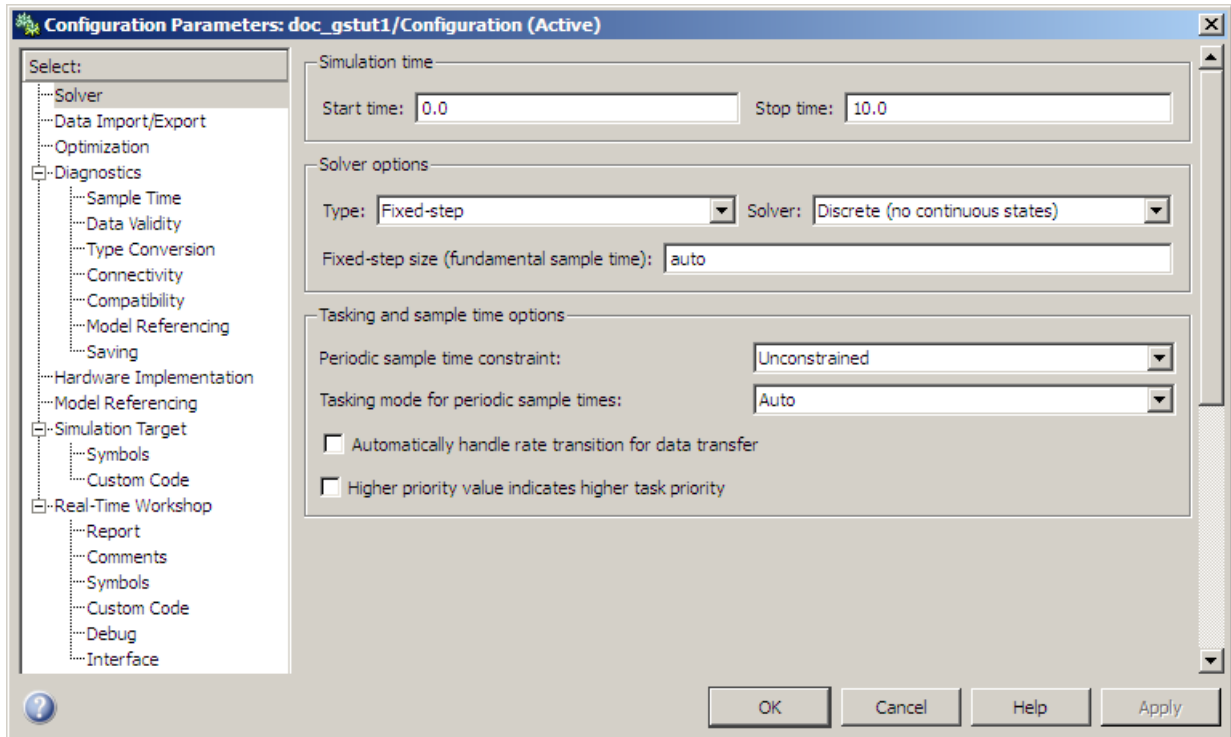 Configuration Parameters: doc_gstut1/Configuration (Active)
Select:
Solver
Data Import/Export
Optimization
Diagnostics
Sample Time
Data Validity
Type Conversion
Connectivity
Compatibility
Model Referencing
Saving
Hardware Implementation
Model Referencing
Simulation Target
Symbols
Custom Code
Real-Time Workshop
Report
Comments
Symbols
Custom Code
Debug
Interface
Simulation time
Start time: 0.0 Stop time: 10.0
Solver options
Type: Fixed-step Solver: Discrete (no continuous states)
Fixed-step size (fundamental sample time): auto
Tasking and sample time options
Periodic sample time constraint: Unconstrained
Tasking mode for periodic sample times: Auto
Automatically handle rate transition for data transfer
Higher priority value indicates higher task priority
OK Cancel Help Apply